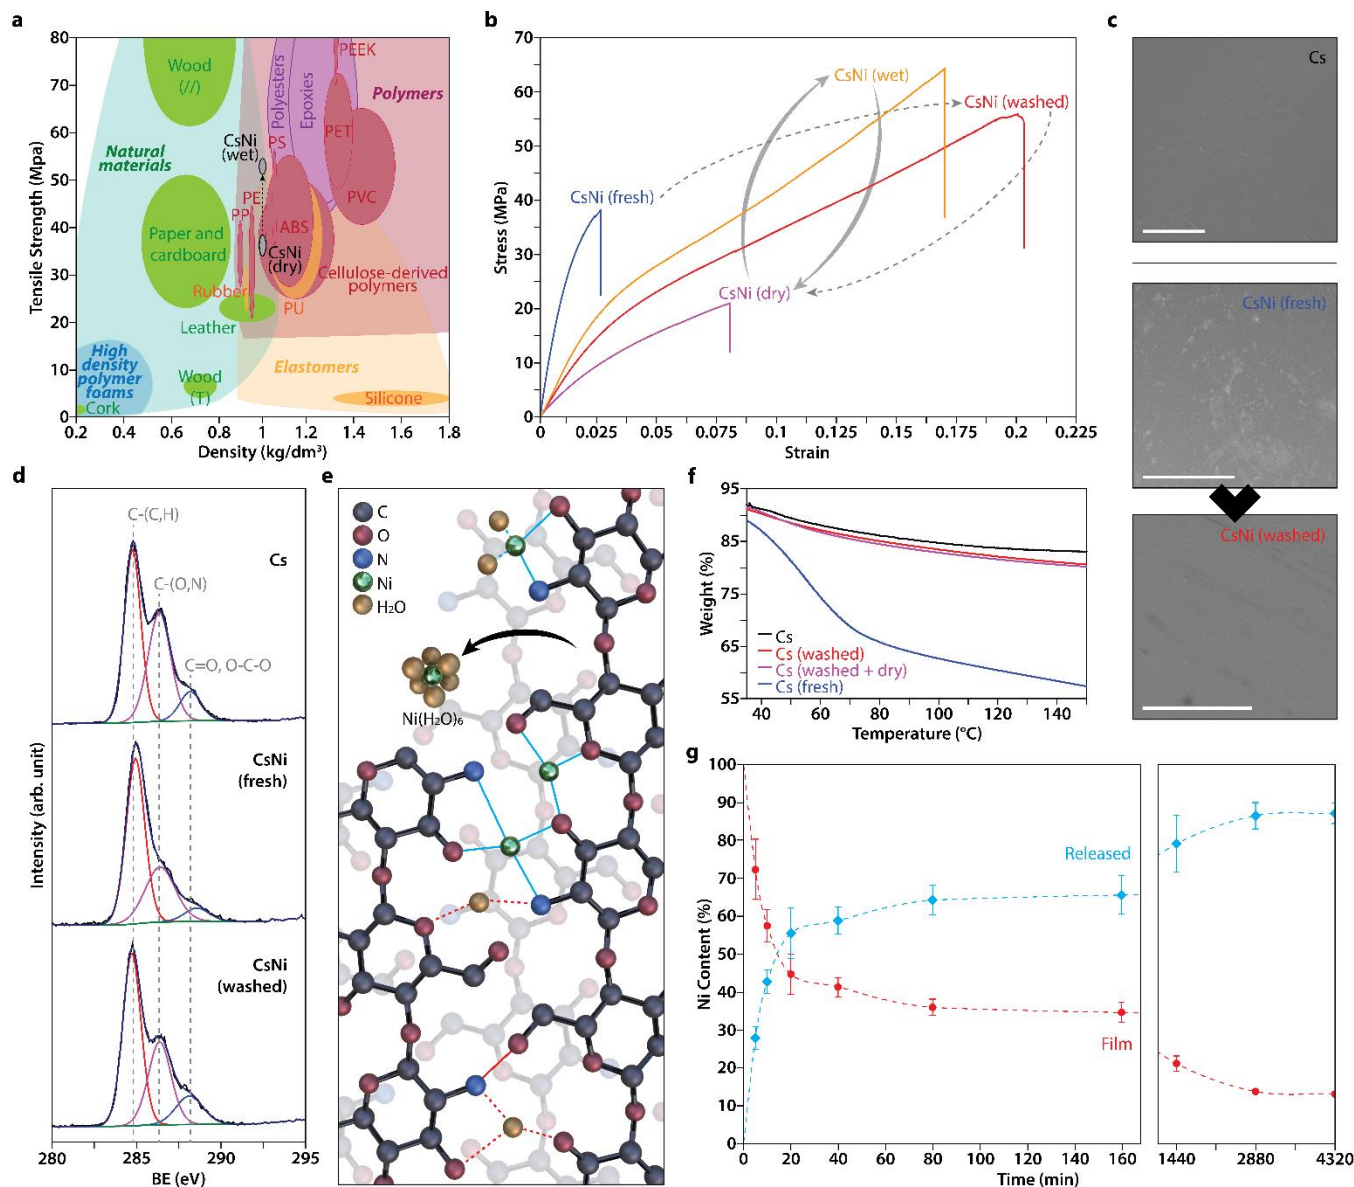 a
80
70
60
50
40
30
20
10
0
Tensile Strength (Mpa)
0.2
0.4
0.6
0.8
1
1.2
1.4
1.6
1.8
Density (kg/dm³)
Wood
(//)
Natural
materials
CsNi
(wet)
Paper and
cardboard
PP
PE
PS
Polyesters
Epoxies
PEEK
Polymers
PET
PVC
ABS
CsNi
(dry)
Cellulose-derived
polymers
Rubber
PU
Leather
High
density
polymer
foams
Wood
(T)
Elastomers
Cork
Silicone
b
70
60
50
40
30
20
10
0
Stress (MPa)
0
0.025
0.05
0.075
0.1
0.125
0.15
0.175
0.2
0.225
Strain
CsNi (wet)
CsNi (washed)
CsNi (fresh)
CsNi (dry)
c
Cs
CsNi (fresh)
CsNi (washed)
d
C-(C,H)
Cs
C-(O,N)
C=O, O-C-O
CsNi
(fresh)
CsNi
(washed)
Intensity (arb. unit)
280
285
290
295
BE (eV)
e
C
O
N
Ni
H₂O
Ni(H₂O)₆
f
95
85
75
65
55
Weight (%)
Cs
Cs (washed)
Cs (washed + dry)
Cs (fresh)
40
60
80
100
120
140
Temperature (°C)
g
100
90
80
70
60
50
40
30
20
10
0
Ni Content (%)
Released
Film
0
20
40
60
80
100
120
140
160
1440
2880
4320
Time (min)